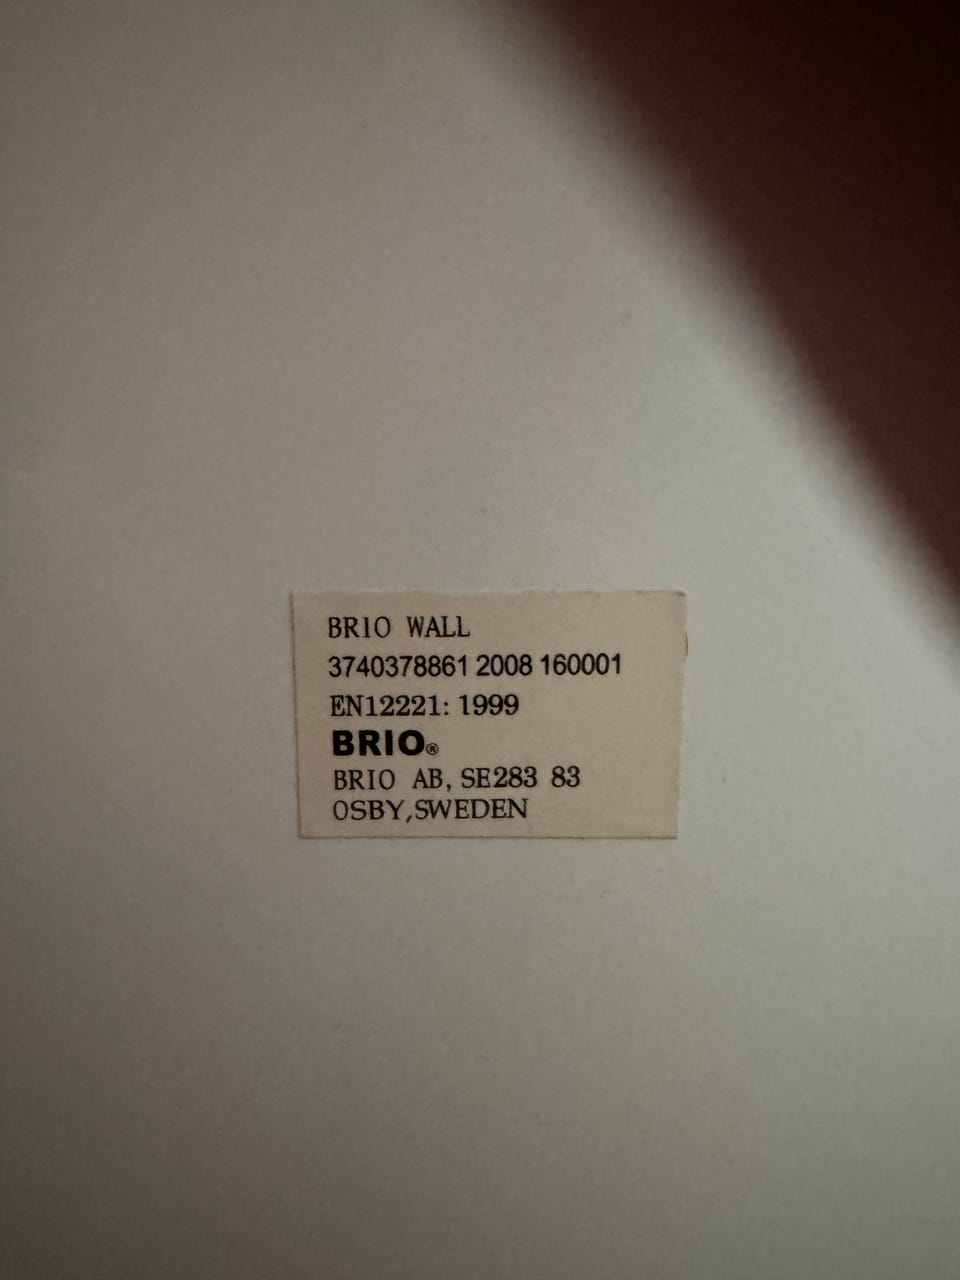 BRIO WALL
3740378861 2008 160001
EN12221: 1999
BRIO®
BRIO AB, SE283 83
OSBY,SWEDEN